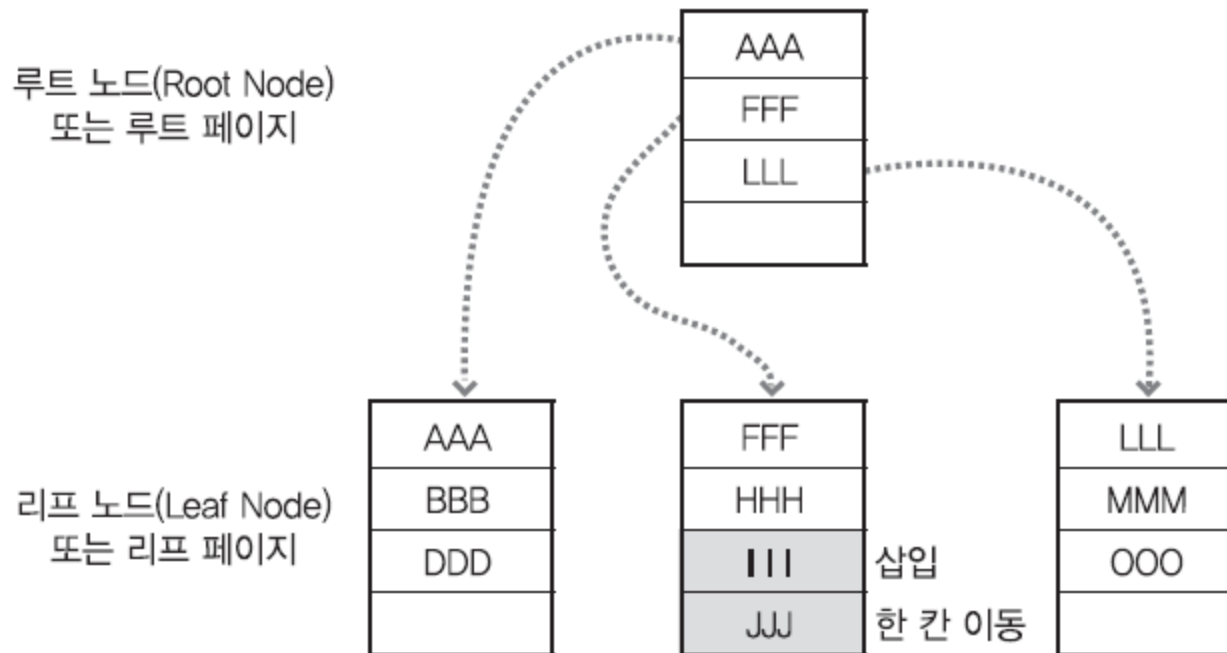 루트 노드(Root Node)
또는 루트 페이지
AAA
FFF
LLL
리프 노드(Leaf Node)
또는 리프 페이지
AAA
BBB
DDD
FFF
HHH
III
삽입
JJJ
한 칸 이동
LLL
MMM
OOO